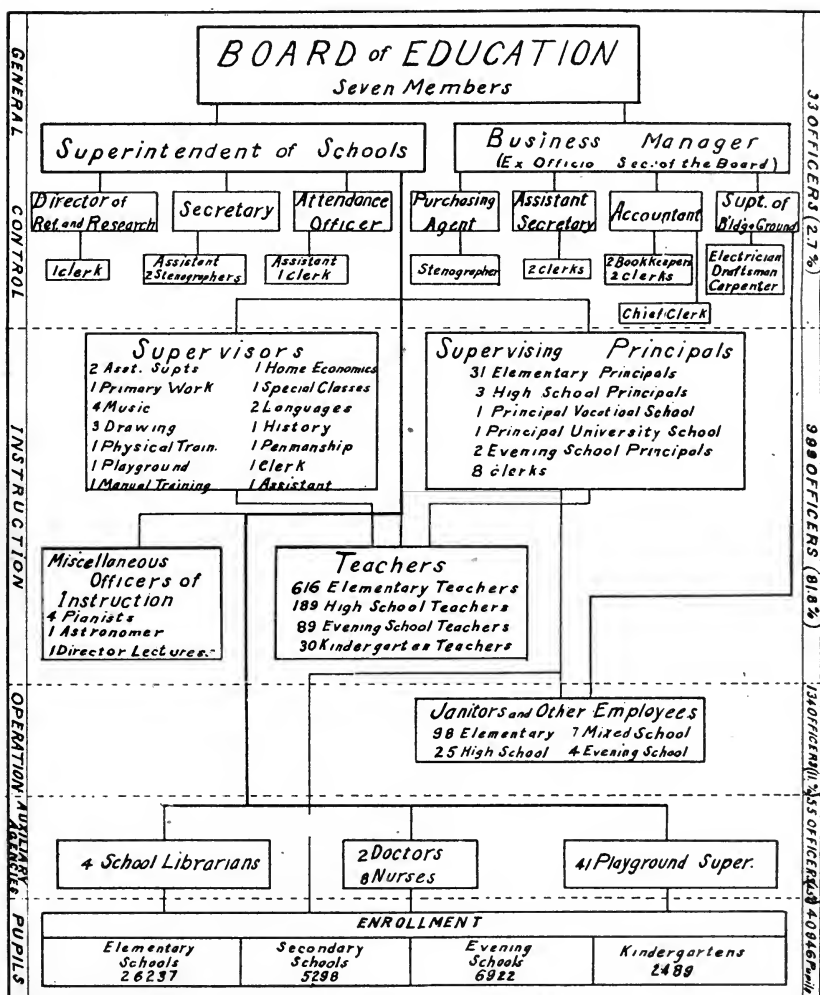 BOARD of EDUCATION
Seven Members
GENERAL CONTROL
33 OFFICERS (2.7%)
Superintendent of Schools
Business Manager
(Ex Officio Sec. of the Board)
Director of
Ref. and Research
1 clerk
Secretary
Assistant
2 Stenographers
Attendance
Officer
Assistant
1 Clerk
Purchasing
Agent
Stenographer
Assistant
Secretary
2 clerks
Accountant
2 Bookkeepers
2 clerks
Chief Clerk
Supt. of
Bldg & Ground
Electrician
Draftsman
Carpenter
INSTRUCTION
988 OFFICERS (81.8%)
Supervisors
2 Asst. Supts
1 Primary Work
4 Music
3 Drawing
1 Physical Train.
1 Playground
1 Manual Training
1 Home Economics
1 Special Classes
2 Languages
1 History
1 Penmanship
1 Clerk
1 Assistant
Supervising Principals
31 Elementary Principals
3 High School Principals
1 Principal Vocatioal School
1 Principal University School
2 Evening School Principals
8 clerks
Miscellaneous
Officers of
Instruction
4 Pianists
1 Astronomer
1 Director Lectures.
Teachers
616 Elementary Teachers
189 High School Teachers
89 Evening School Teachers
30 Kindergarten Teachers
OPERATION
134 OFFICERS (11.%)
Janitors and Other Employees
98 Elementary 7 Mixed School
25 High School 4 Evening School
AUXILIARY
AGENCIES
55 OFFICERS
4 School Librarians
2 Doctors
8 Nurses
41 Playground Super.
PUPILS
40946 Pupils
ENROLLMENT
Elementary
Schools
26237
Secondary
Schools
5298
Evening
Schools
6922
Kindergartens
2489